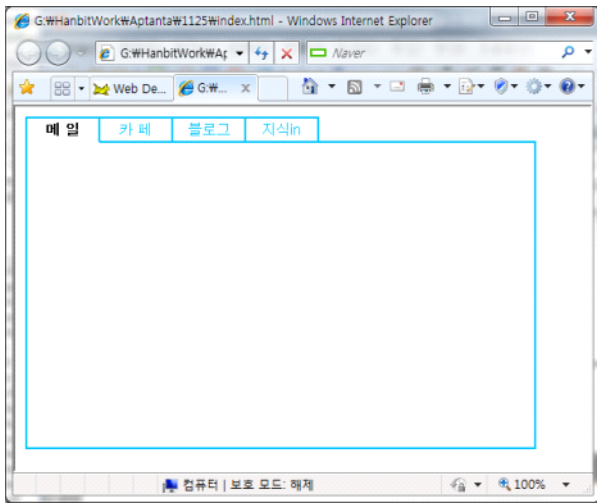 G:₩HanbitWork₩Aptanta₩1125₩index.html - Windows Internet Explorer
G:₩HanbitWork₩Ap
Naver
Web De... G:₩... x
메 일 카 페 블로그 지식in
컴퓨터 | 보호 모드: 해제 100%